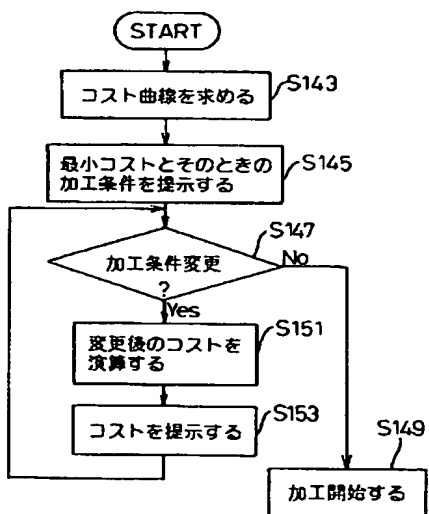 START
コスト曲線を求める
S143
最小コストとそのときの
加工条件を提示する
S145
加工条件変更
?
S147
No
Yes
変更後のコストを
演算する
S151
コストを提示する
S153
S149
加工開始する